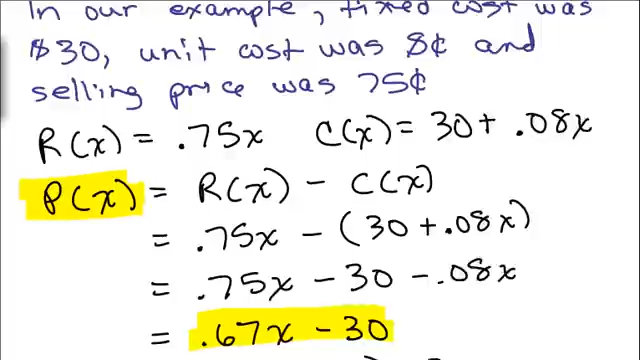 In our example, fixed cost was
$30, unit cost was 8¢ and
selling price was 75¢
R(x) = .75x C(x) = 30 + .08x
P(x) = R(x) - C(x)
= .75x - (30 + .08x)
= .75x - 30 - .08x
= .67x - 30